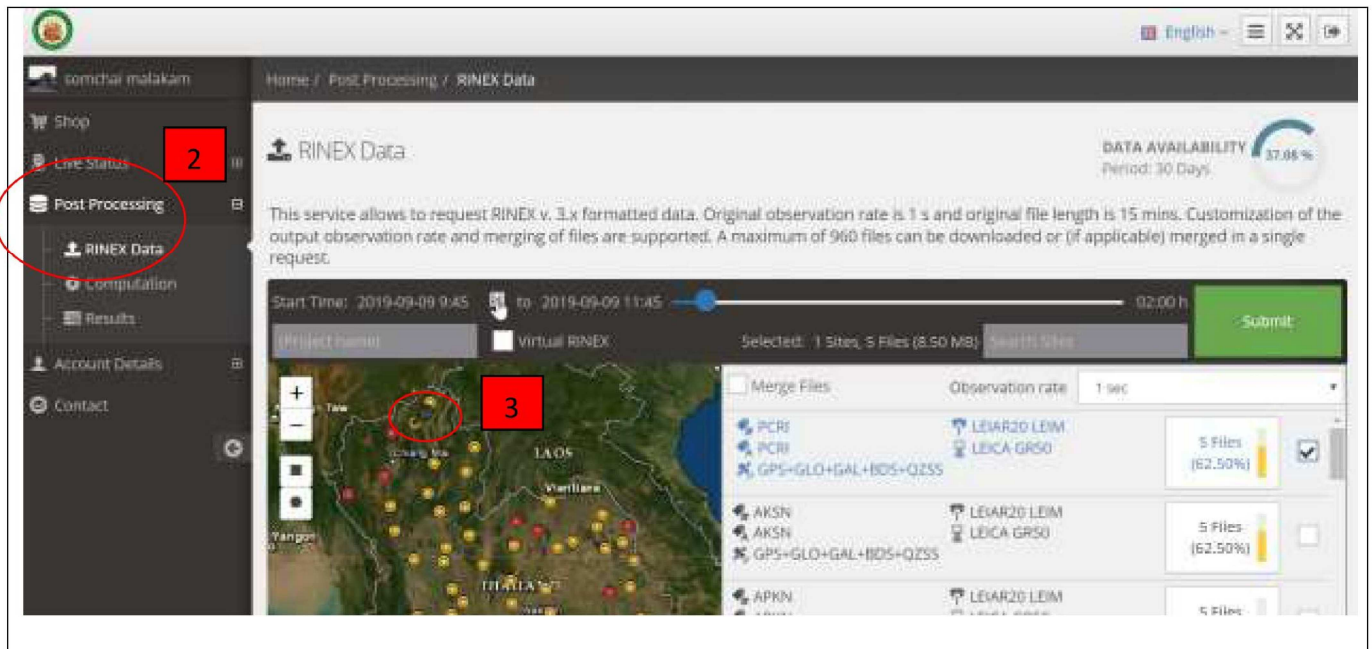 English
somchai malakam
Home / Post Processing / RINEX Data
Shop
Live Status
2
Post Processing
RINEX Data
Computation
Results
Account Details
Contact
RINEX Data
DATA AVAILABILITY
Period: 30 Days
37.08 %
This service allows to request RINEX v. 3.x formatted data. Original observation rate is 1 s and original file length is 15 mins. Customization of the
output observation rate and merging of files are supported. A maximum of 960 files can be downloaded or (if applicable) merged in a single
request.
Start Time: 2019-09-09 9:45 to 2019-09-09 11:45 02:00 h
Submit
(Project name) Virtual RINEX Selected: 1 Sites, 5 Files (8.50 MB) Search Sites
3
LAOS
Vientiane
Yangon
Merge Files Observation rate 1 sec
PCRI LEIAR20 LEIM
PCRI LEICA GR50
GPS+GLO+GAL+BDS+QZSS
5 Files
(62.50%)
AKSN LEIAR20 LEIM
AKSN LEICA GR50
GPS+GLO+GAL+BDS+QZSS
5 Files
(62.50%)
APKN LEIAR20 LEIM
5 Files